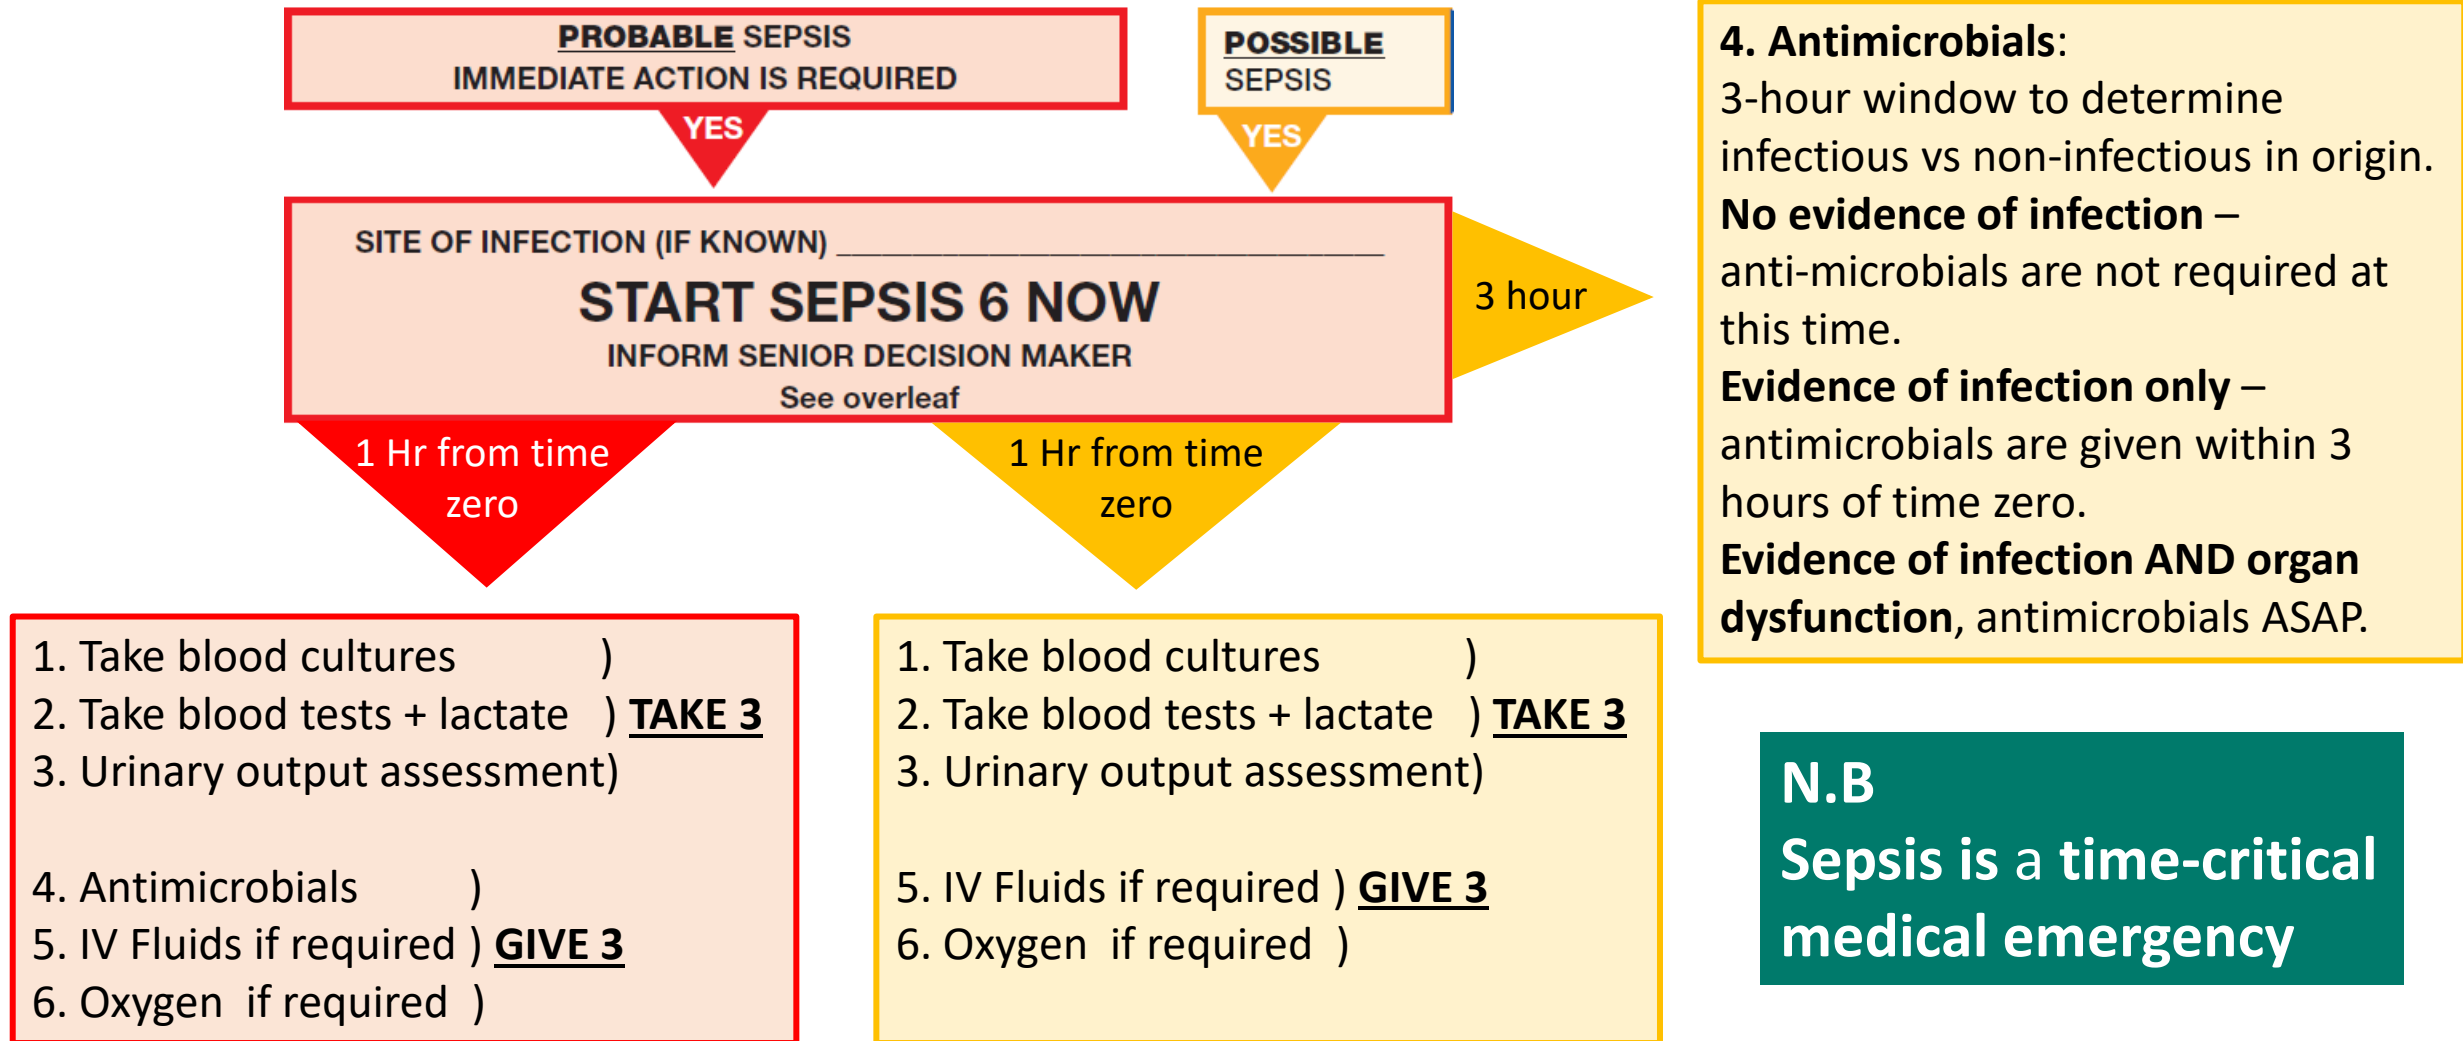 PROBABLE SEPSIS
IMMEDIATE ACTION IS REQUIRED
YES
POSSIBLE
SEPSIS
YES
SITE OF INFECTION (IF KNOWN) ____________________________________
START SEPSIS 6 NOW
INFORM SENIOR DECISION MAKER
See overleaf
3 hour
1 Hr from time
zero
1 Hr from time
zero
1. Take blood cultures )
2. Take blood tests + lactate ) TAKE 3
3. Urinary output assessment)
4. Antimicrobials )
5. IV Fluids if required ) GIVE 3
6. Oxygen if required )
1. Take blood cultures )
2. Take blood tests + lactate ) TAKE 3
3. Urinary output assessment)
5. IV Fluids if required ) GIVE 3
6. Oxygen if required )
4. Antimicrobials:
3-hour window to determine
infectious vs non-infectious in origin.
No evidence of infection –
anti-microbials are not required at
this time.
Evidence of infection only –
antimicrobials are given within 3
hours of time zero.
Evidence of infection AND organ
dysfunction, antimicrobials ASAP.
N.B
Sepsis is a time-critical
medical emergency